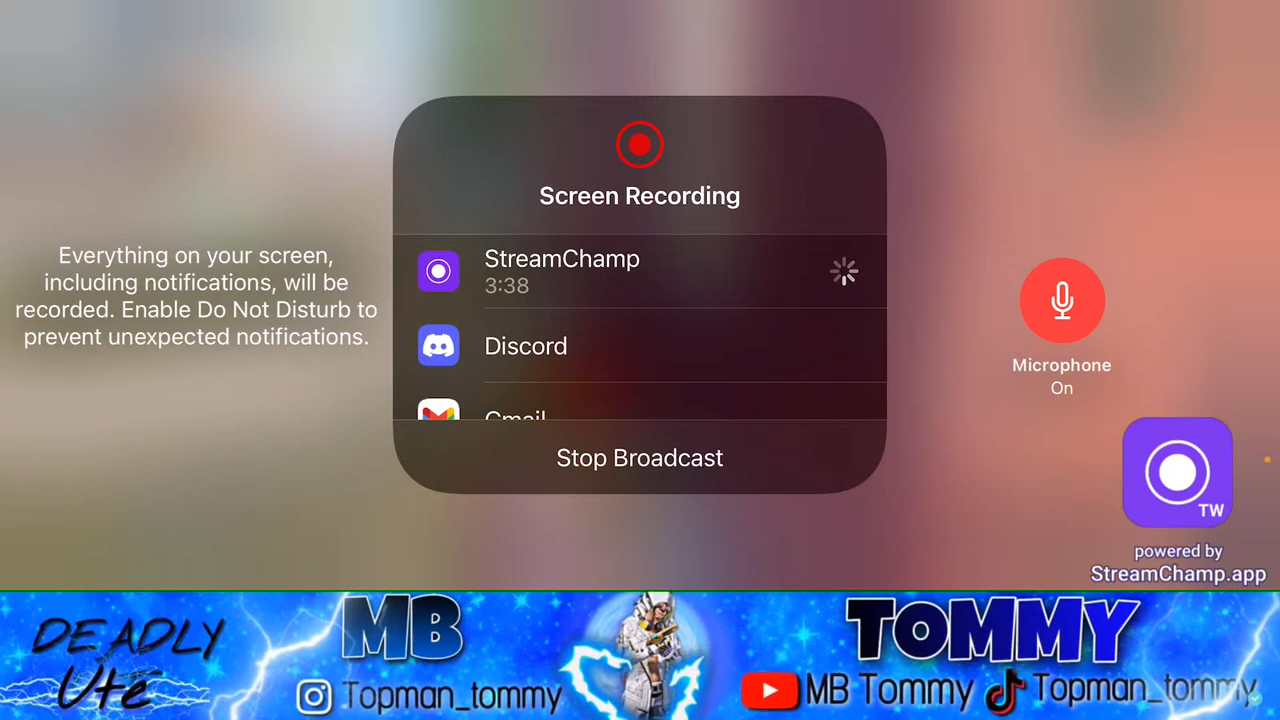 Screen Recording
Everything on your screen,
including notifications, will be
recorded. Enable Do Not Disturb to
prevent unexpected notifications.
StreamChamp
3:38
Discord
Gmail
Stop Broadcast
Microphone
On
TW
powered by
StreamChamp.app
DEADLY
Ute
MB
Topman_tommy
TOMMY
MB Tommy
Topman_tommy